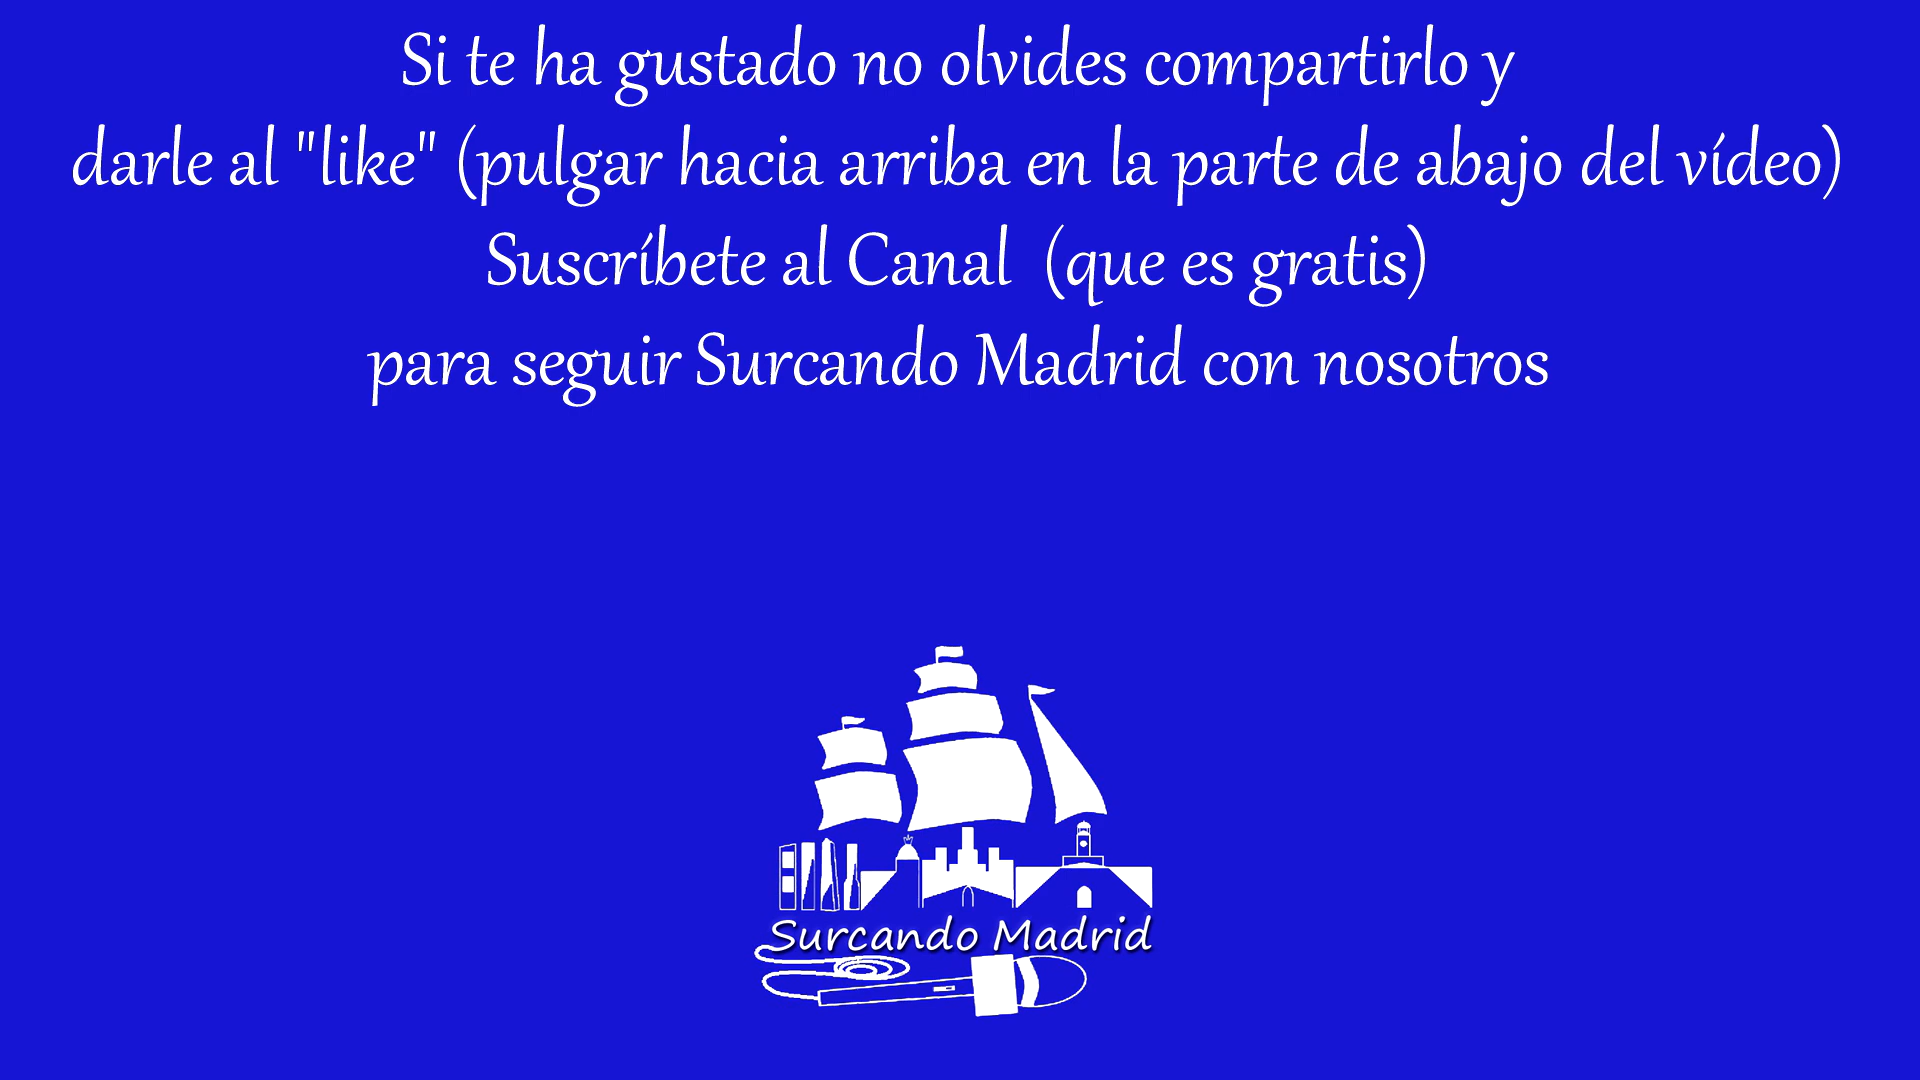 Si te ha gustado no olvides compartirlo y
darle al "like" (pulgar hacia arriba en la parte de abajo del vídeo)
Suscríbete al Canal (que es gratis)
para seguir Surcando Madrid con nosotros
Surcando Madrid